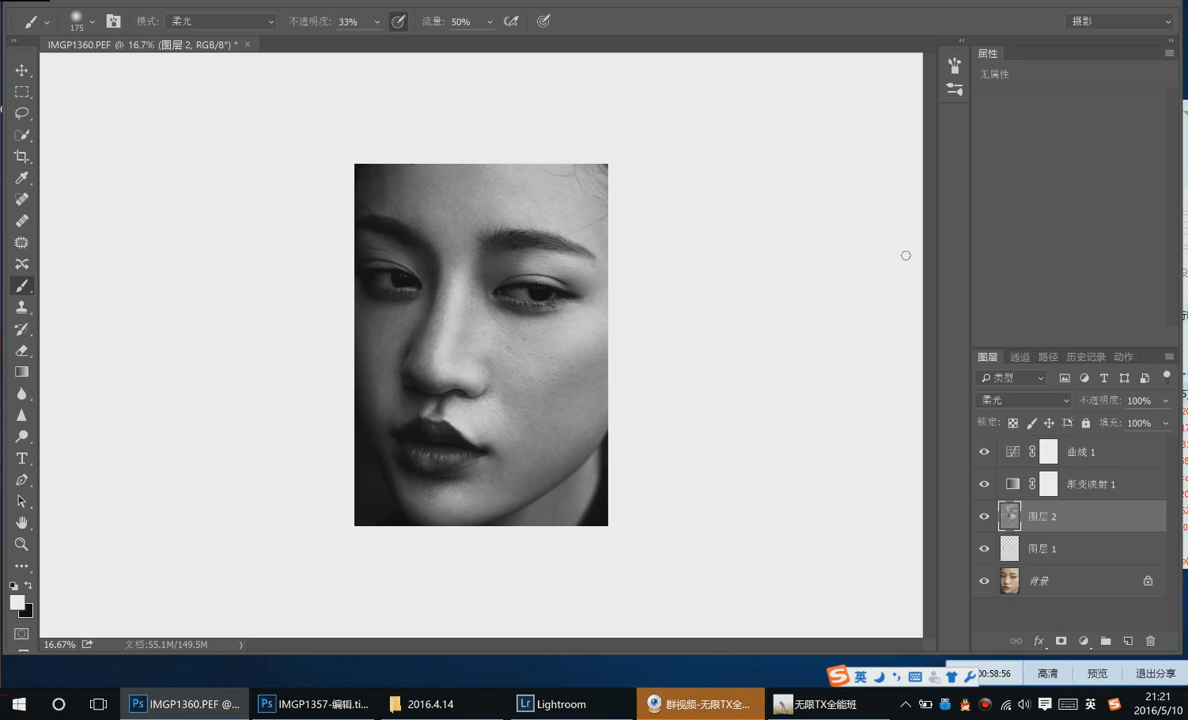 175 模式: 柔光 不透明度: 33% 流量: 50% 摄影
IMGP1360.PEF @ 16.7% (图层 2, RGB/8*) * ×
属性
无属性
图层 通道 路径 历史记录 动作
类型
柔光 不透明度: 100%
锁定: 填充: 100%
曲线 1
渐变映射 1
图层 2
图层 1
背景
16.67% 文档:55.1M/149.5M
英 00:58:56 高清 预览 退出分享
IMGP1360.PEF @... IMGP1357-编辑.ti... 2016.4.14 Lightroom 群视频-无限TX全... 无限TX全能班 英 21:21
2016/5/10